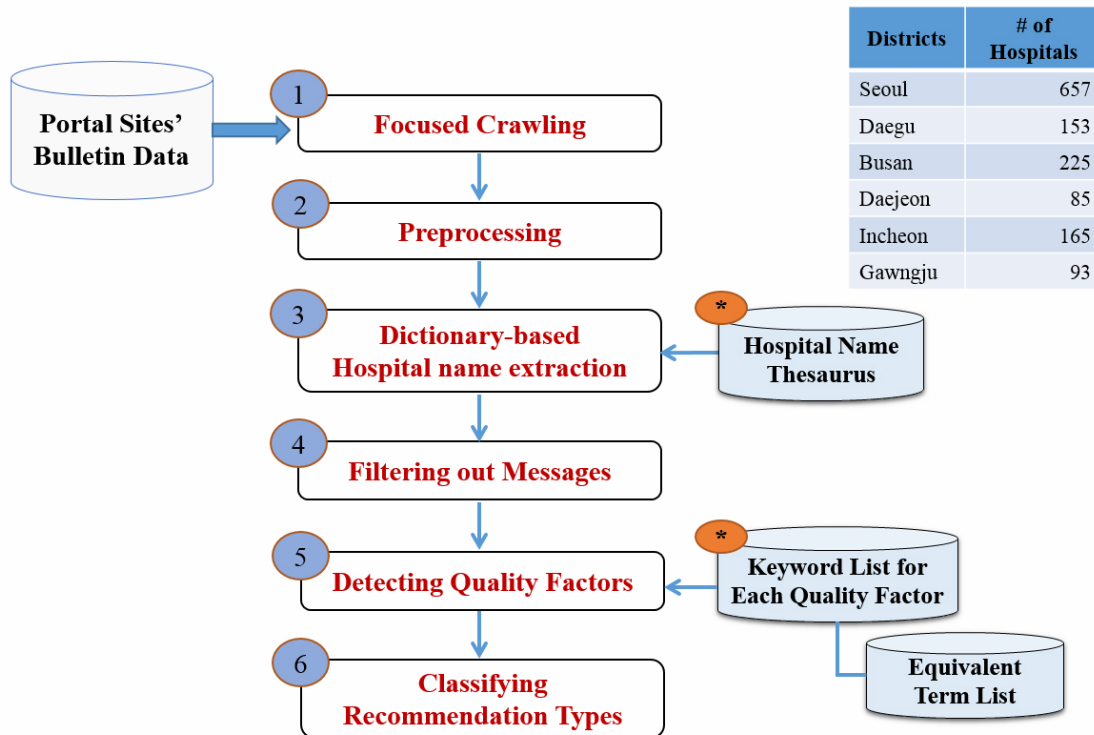 Districts # of
Hospitals
Seoul 657
Daegu 153
Busan 225
Daejeon 85
Incheon 165
Gawngju 93
Portal Sites'
Bulletin Data
1
Focused Crawling
2
Preprocessing
3
Dictionary-based
Hospital name extraction
*
Hospital Name
Thesaurus
4
Filtering out Messages
5
Detecting Quality Factors
*
Keyword List for
Each Quality Factor
6
Classifying
Recommendation Types
Equivalent
Term List